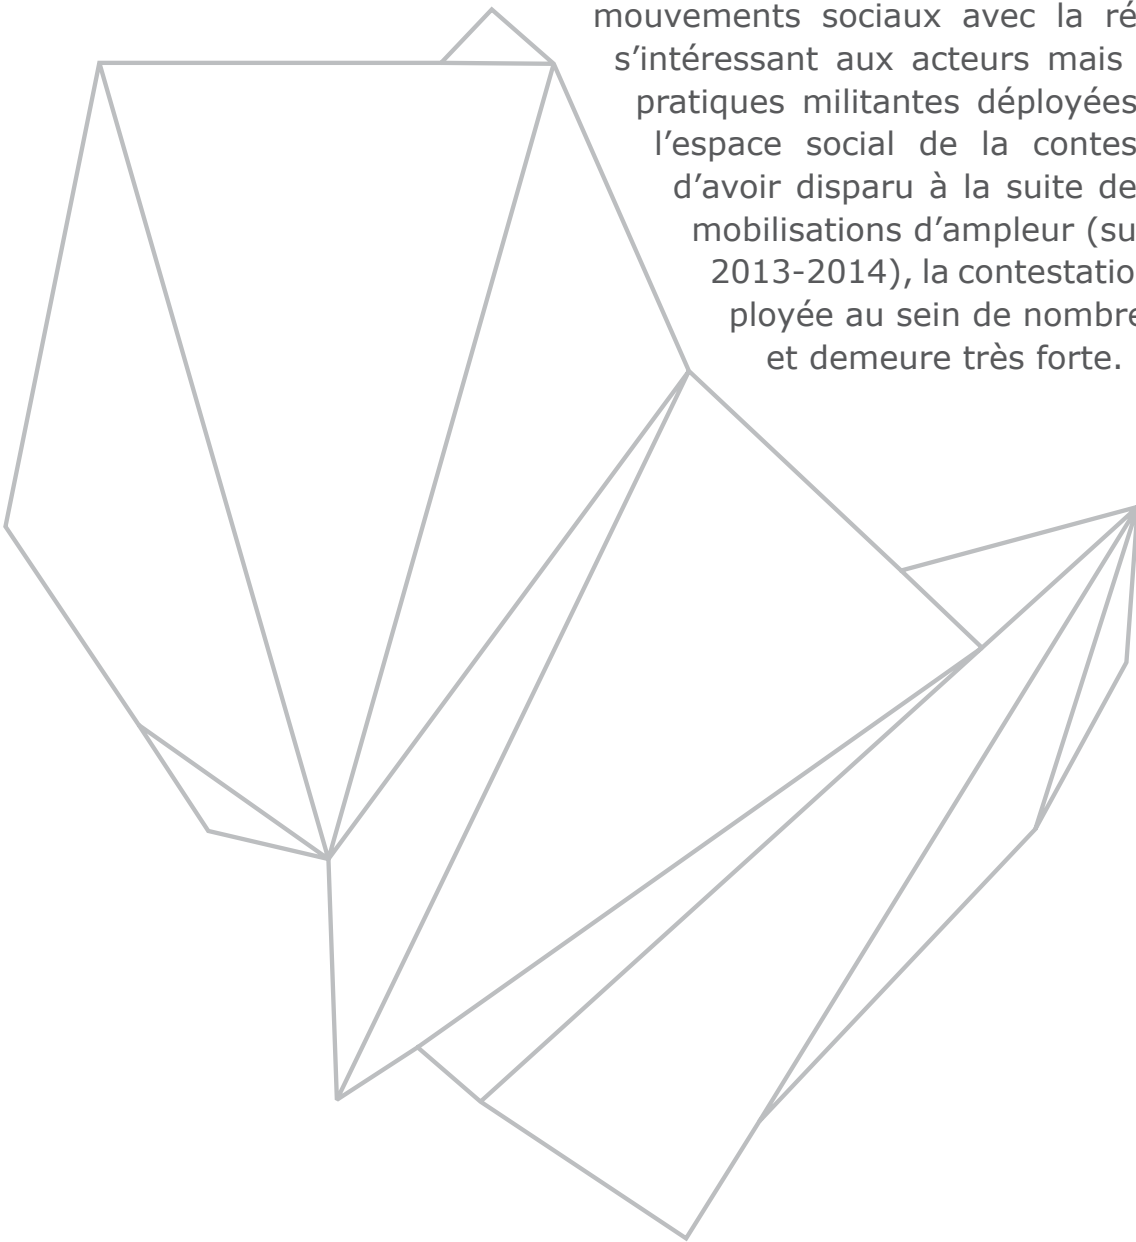 mouvements sociaux avec la ré
s’intéressant aux acteurs mais
pratiques militantes déployées
l’espace social de la contes
d’avoir disparu à la suite de
mobilisations d’ampleur (su
2013-2014), la contestatio
ployée au sein de nombre
et demeure très forte.